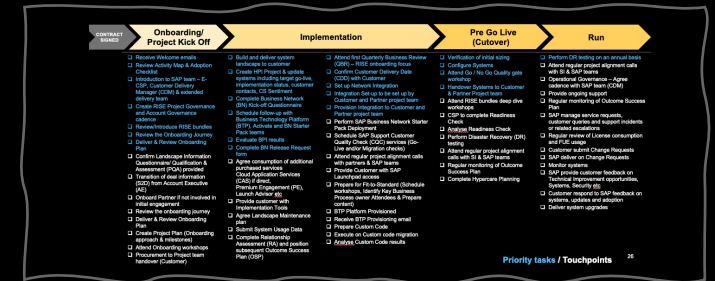 CONTRACT
SIGNED
Onboarding/
Project Kick Off
Implementation
Pre Go Live
(Cutover)
Run
Receive Welcome emails
Review Activity Map & Adoption
Checklist
Introduction to SAP team – E-
CSP, Customer Delivery
Manager (CDM) & extended
delivery team
Create RISE Project Governance
and Account Governance
cadence
Review/Introduce RISE bundles
Review the Onboarding Journey
Deliver & Review Onboarding
Plan
Confirm Landscape Information
Questionnaire/ Qualification &
Assessment (PQA) provided
Transition of deal information
(S2D) from Account Executive
(AE)
Onboard Partner if not involved in
initial engagement
Review the onboarding journey
Deliver & Review Onboarding
Plan
Create Project Plan (Onboarding
approach & milestones)
Attend Onboarding workshops
Procurement to Project team
handover (Customer)
Build and deliver system
landscape to customer
Create HPI Project & update
systems including target go-live,
implementation status, customer
contacts, CS Sentiment
Complete Business Network
(BN) Kick-off Questionnaire
Schedule follow-up with
Business Technology Platform
(BTP), Activate and BN Starter
Pack teams
Evaluate BPI results
Complete BN Release Request
form
Agree consumption of additional
purchased services
Cloud Application Services
(CAS) if direct,
Premium Engagement (PE),
Launch Advisor etc
Provide customer with
Implementation Tools
Agree Landscape Maintenance
plan
Submit System Usage Data
Complete Relationship
Assessment (RA) and position
subsequent Outcome Success
Plan (OSP)
Attend first Quarterly Business Review
(QBR) – RISE onboarding focus
Confirm Customer Delivery Date
(CDD) with Customer
Set up Network Integration
Integration Set-up to be set up by
Customer and Partner project team
Provision Integration to Customer and
Partner project team
Perform SAP Business Network Starter
Pack Deployment
Schedule SAP Support Customer
Quality Check (CQC) services (Go-
Live and/or Migration checks)
Attend regular project alignment calls
with partners & SAP teams
Provide Customer with SAP
Launchpad access
Prepare for Fit-to-Standard (Schedule
workshops, Identify Key Business
Process owner Attendees & Prepare
content)
BTP Platform Provisioned
Receive BTP Provisioning email
Prepare Custom Code
Execute on Custom code migration
Analyse Custom Code results
Verification of initial sizing
Configure Systems
Attend Go / No Go Quality gate
workshop
Handover Systems to Customer
& Partner Project team
Attend RISE bundles deep dive
workshops
CSP to complete Readiness
Check
Analyse Readiness Check
Perform Disaster Recovery (DR)
testing
Attend regular project alignment
calls with SI & SAP teams
Regular monitoring of Outcome
Success Plan
Complete Hypercare Planning
Perform DR testing on an annual basis
Attend regular project alignment calls
with SI & SAP teams
Operational Governance – Agree
cadence with SAP team (CDM)
Provide ongoing support
Regular monitoring of Outcome Success
Plan
SAP manage service requests,
customer queries and support incidents
or related escalations
Regular review of License consumption
and FUE usage
Customer submit Change Requests
SAP deliver on Change Requests
Monitor systems
SAP provide customer feedback on
Technical Improvement opportunities,
Systems, Security etc
Customer respond to SAP feedback on
systems, updates and adoption
Deliver system upgrades
Priority tasks / Touchpoints
26